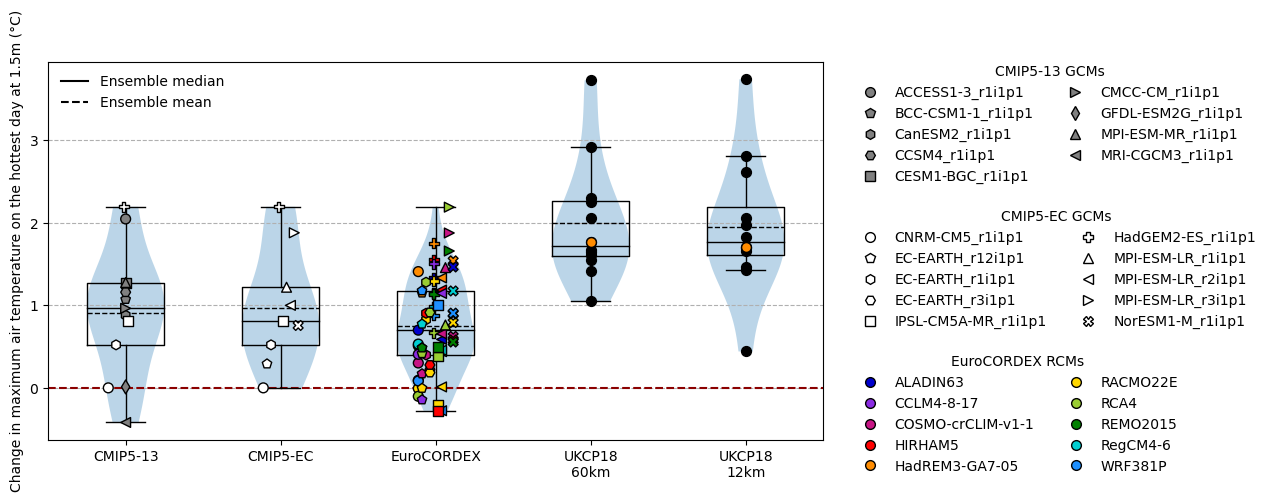 Change in maximum air temperature on the hottest day at 1.5m (°C)
Ensemble median
Ensemble mean
3
2
1
0
CMIP5-13
CMIP5-EC
EuroCORDEX
UKCP18
60km
UKCP18
12km
CMIP5-13 GCMs
ACCESS1-3_r1i1p1
BCC-CSM1-1_r1i1p1
CanESM2_r1i1p1
CCSM4_r1i1p1
CESM1-BGC_r1i1p1
CMCC-CM_r1i1p1
GFDL-ESM2G_r1i1p1
MPI-ESM-MR_r1i1p1
MRI-CGCM3_r1i1p1
CMIP5-EC GCMs
CNRM-CM5_r1i1p1
EC-EARTH_r12i1p1
EC-EARTH_r1i1p1
EC-EARTH_r3i1p1
IPSL-CM5A-MR_r1i1p1
HadGEM2-ES_r1i1p1
MPI-ESM-LR_r1i1p1
MPI-ESM-LR_r2i1p1
MPI-ESM-LR_r3i1p1
NorESM1-M_r1i1p1
EuroCORDEX RCMs
ALADIN63
CCLM4-8-17
COSMO-crCLIM-v1-1
HIRHAM5
HadREM3-GA7-05
RACMO22E
RCA4
REMO2015
RegCM4-6
WRF381P